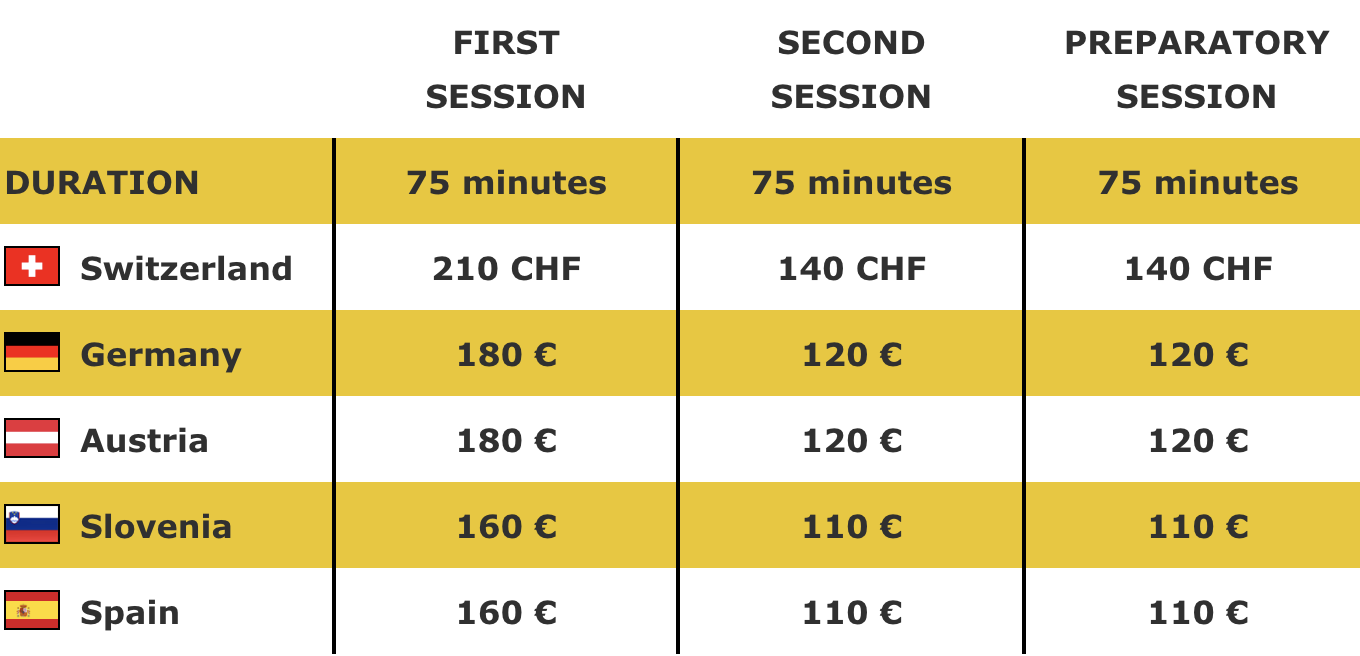 FIRST SESSION SECOND SESSION PREPARATORY SESSION
DURATION 75 minutes 75 minutes 75 minutes
Switzerland 210 CHF 140 CHF 140 CHF
Germany 180 € 120 € 120 €
Austria 180 € 120 € 120 €
Slovenia 160 € 110 € 110 €
Spain 160 € 110 € 110 €